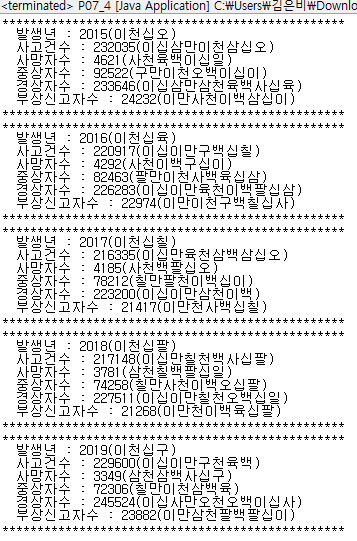 <terminated> P07_4 [Java Application] C:₩Users₩김은비₩Downlo
발생년 : 2015(이천십오)
사고건수 : 232035(이십삼만이천삼십오)
사망자수 : 4621(사천육백이십일)
중상자수 : 92522(구만이천오백이십이)
경상자수 : 233646(이십삼만삼천육백사십육)
부상신고자수 : 24232(이만사천이백삼십이)
*************************************************
*************************************************
발생년 : 2016(이천십육)
사고건수 : 220917(이십이만구백십칠)
사망자수 : 4292(사천이백구십이)
중상자수 : 82463(팔만이천사백육십삼)
경상자수 : 226283(이십이만육천이백팔십삼)
부상신고자수 : 22974(이만이천구백칠십사)
*************************************************
*************************************************
발생년 : 2017(이천십칠)
사고건수 : 216335(이십만육천삼백삼십오)
사망자수 : 4185(사천백팔십오)
중상자수 : 78212(칠만팔천이백십이)
경상자수 : 223200(이십이만삼천이백)
부상신고자수 : 21417(이만천사백십칠)
*************************************************
*************************************************
발생년 : 2018(이천십팔)
사고건수 : 217148(이십만칠천백사십팔)
사망자수 : 3781(삼천칠백팔십일)
중상자수 : 74258(칠만사천이백오십팔)
경상자수 : 227511(이십이만칠천오백십일)
부상신고자수 : 21268(이만천이백육십팔)
*************************************************
*************************************************
발생년 : 2019(이천십구)
사고건수 : 229600(이십이만구천육백)
사망자수 : 3349(삼천삼백사십구)
중상자수 : 72306(칠만이천삼백육)
경상자수 : 245524(이십사만오천오백이십사)
부상신고자수 : 23882(이만삼천팔백팔십이)
*************************************************